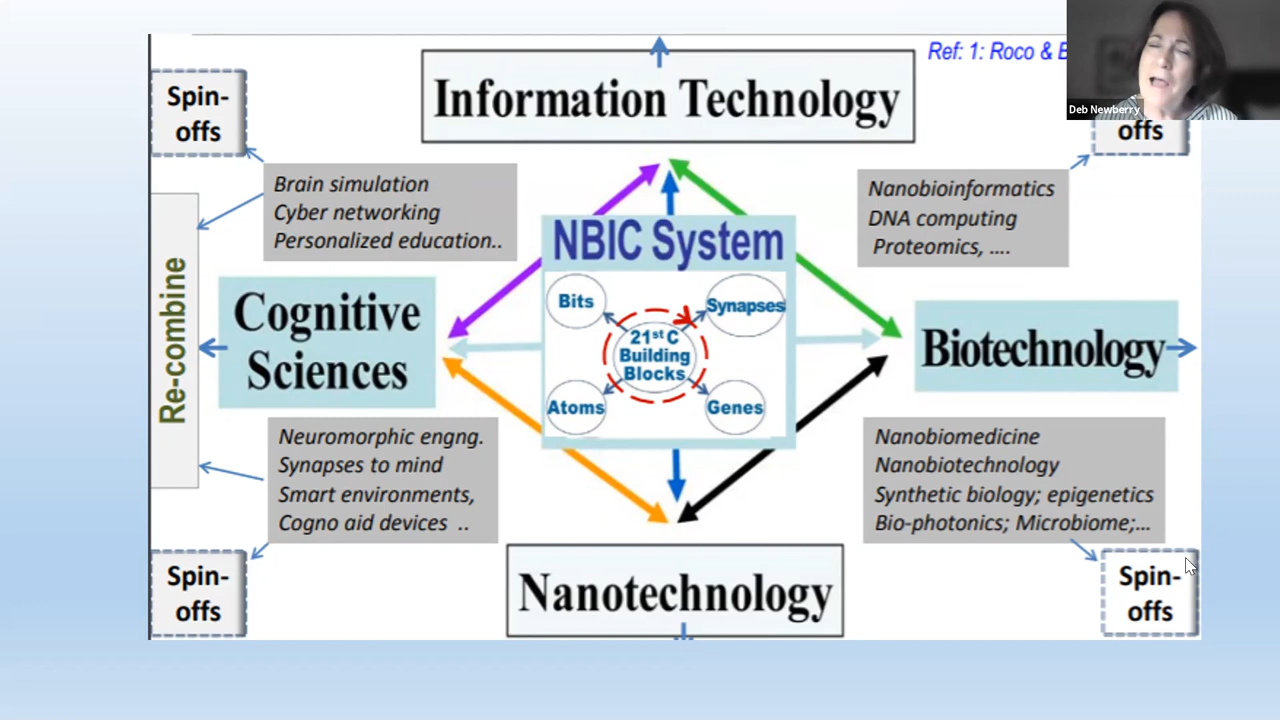 Ref: 1: Roco & B
Deb Newberry
Information Technology
Spin-
offs
offs
Brain simulation
Cyber networking
Personalized education..
Nanobioinformatics
DNA computing
Proteomics, ....
NBIC System
Bits
Synapses
21st C
Building
Blocks
Atoms
Genes
Re-combine
Cognitive
Sciences
Biotechnology
Neuromorphic engng.
Synapses to mind
Smart environments,
Cogno aid devices ..
Nanobiomedicine
Nanobiotechnology
Synthetic biology; epigenetics
Bio-photonics; Microbiome;...
Spin-
offs
Nanotechnology
Spin-
offs